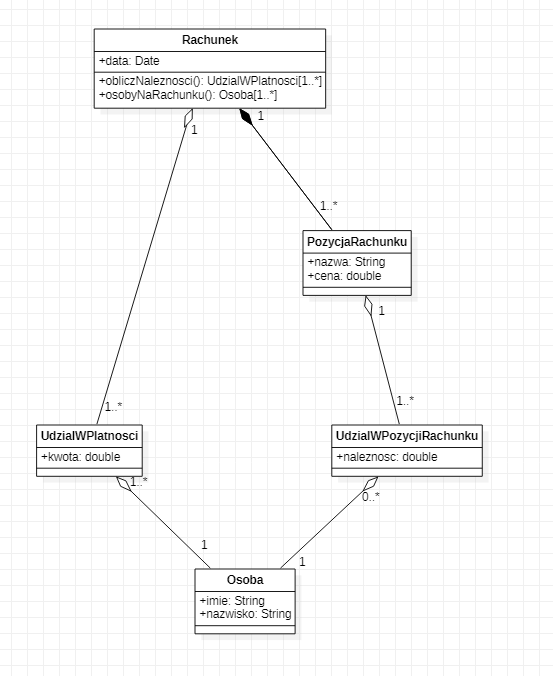 Rachunek
+data: Date
+obliczNaleznosci(): UdzialWPlatnosci[1..*]
+osobyNaRachunku(): Osoba[1..*]
1
1
1..*
PozycjaRachunku
+nazwa: String
+cena: double
1
1..*
1..*
UdzialWPlatnosci
+kwota: double
UdzialWPozycjiRachunku
+naleznosc: double
1..*
0..*
1
1
Osoba
+imie: String
+nazwisko: String